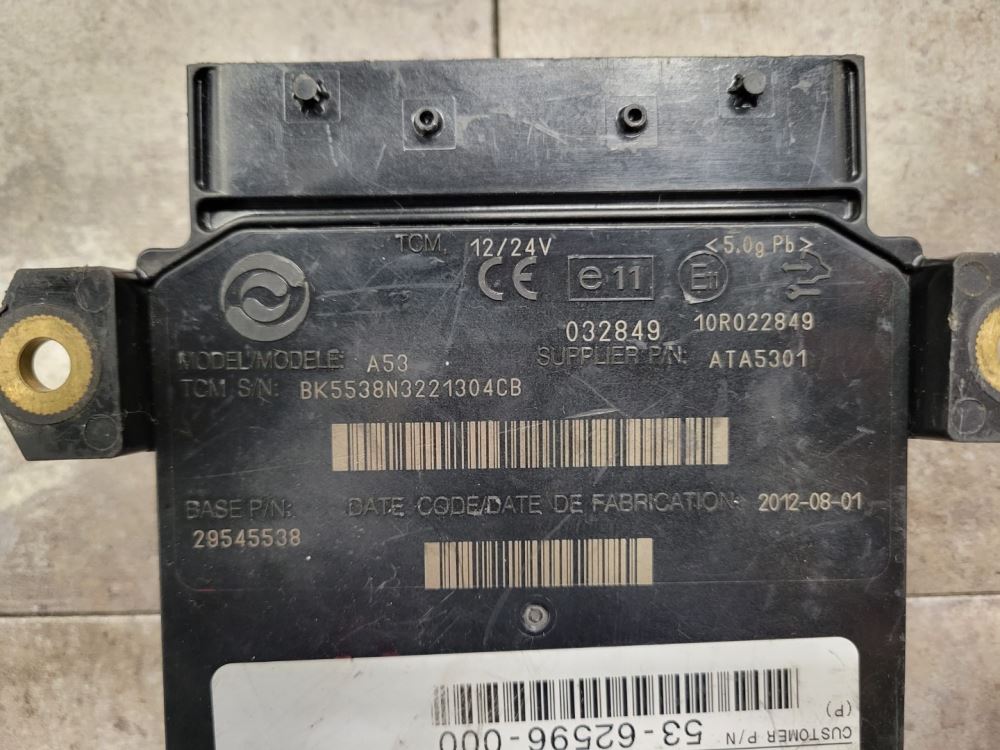 TCM 12/24V <5.0g Pb>
CE e11 E11
032849 10R022849
MODEL/MODELE: A53 SUPPLIER P/N: ATA5301
TCM S/N: BK5538N3221304CB
BASE P/N: DATE CODE/DATE DE FABRICATION: 2012-08-01
29545538
53-62596-000
CUSTOMER P/N
(P)